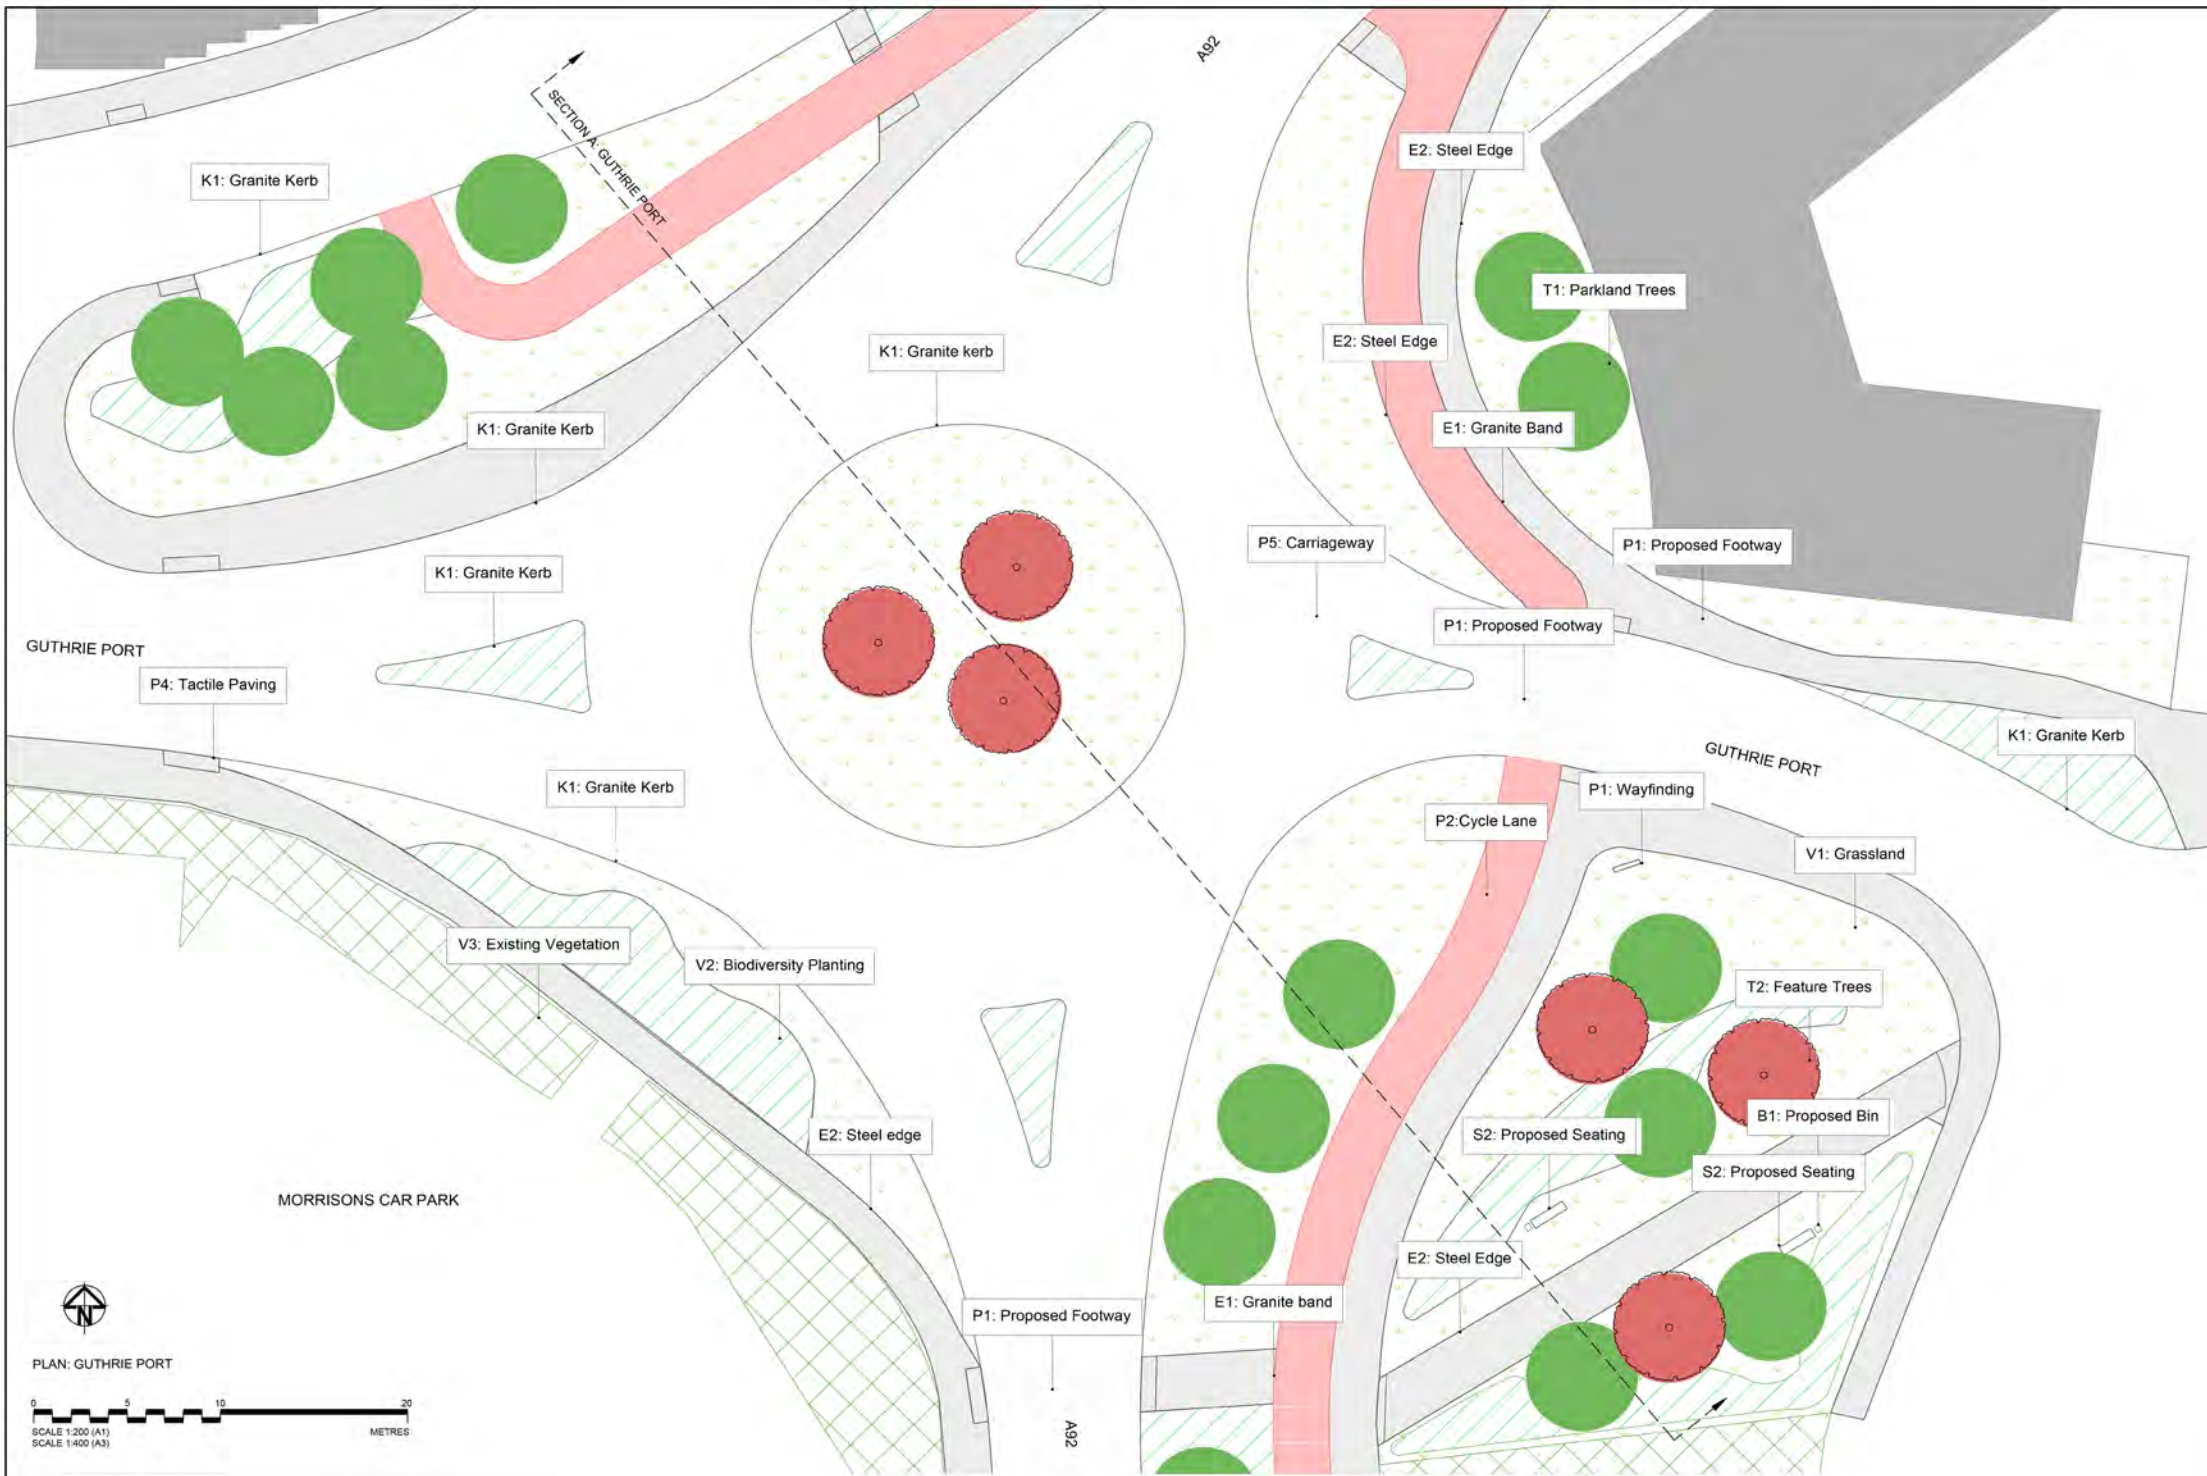 A92
SECTION A: GUTHRIE PORT
E2: Steel Edge
K1: Granite Kerb
T1: Parkland Trees
E2: Steel Edge
K1: Granite kerb
K1: Granite Kerb
E1: Granite Band
P5: Carriageway
P1: Proposed Footway
K1: Granite Kerb
P1: Proposed Footway
GUTHRIE PORT
P4: Tactile Paving
K1: Granite Kerb
GUTHRIE PORT
K1: Granite Kerb
P1: Wayfinding
P2:Cycle Lane
V1: Grassland
V3: Existing Vegetation
V2: Biodiversity Planting
T2: Feature Trees
E2: Steel edge
S2: Proposed Seating
B1: Proposed Bin
S2: Proposed Seating
MORRISONS CAR PARK
E2: Steel Edge
P1: Proposed Footway
E1: Granite band
N
PLAN: GUTHRIE PORT
0 5 10 20
SCALE 1:200 (A1) METRES
SCALE 1:400 (A3)
A92